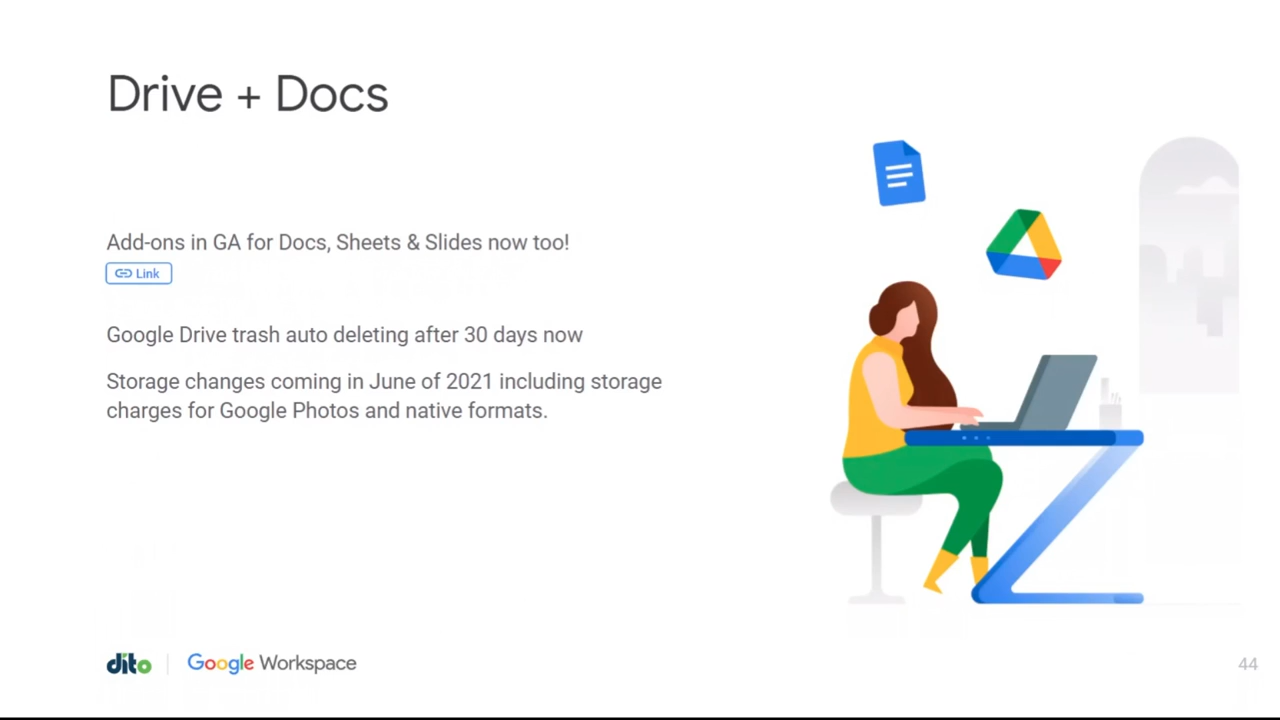 Drive + Docs
Add-ons in GA for Docs, Sheets & Slides now too!
Link
Google Drive trash auto deleting after 30 days now
Storage changes coming in June of 2021 including storage
charges for Google Photos and native formats.
dito | Google Workspace
44